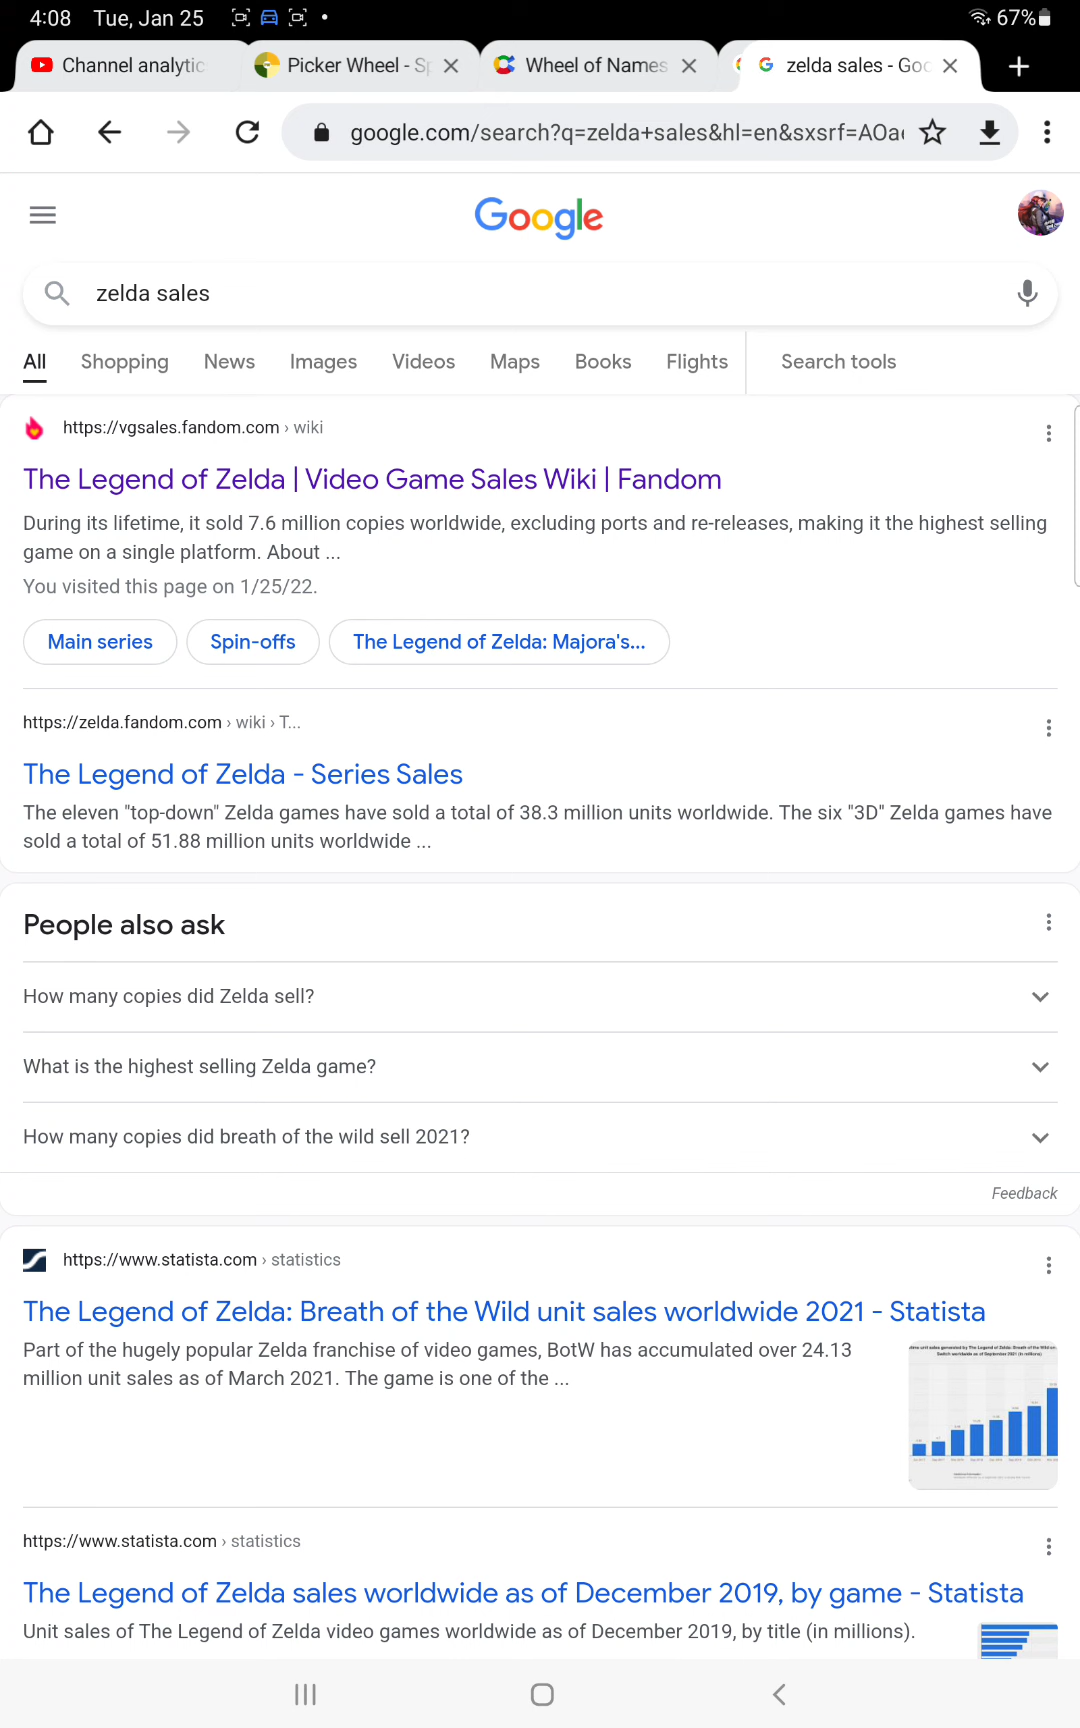 4:08 Tue, Jan 25 67%
Channel analytic Picker Wheel - Sp Wheel of Names zelda sales - Goo
google.com/search?q=zelda+sales&hl=en&sxsrf=AOa
Google
zelda sales
All Shopping News Images Videos Maps Books Flights Search tools
https://vgsales.fandom.com › wiki
The Legend of Zelda | Video Game Sales Wiki | Fandom
During its lifetime, it sold 7.6 million copies worldwide, excluding ports and re-releases, making it the highest selling
game on a single platform. About ...
You visited this page on 1/25/22.
Main series Spin-offs The Legend of Zelda: Majora's...
https://zelda.fandom.com › wiki › T...
The Legend of Zelda - Series Sales
The eleven "top-down" Zelda games have sold a total of 38.3 million units worldwide. The six "3D" Zelda games have
sold a total of 51.88 million units worldwide ...
People also ask
How many copies did Zelda sell?
What is the highest selling Zelda game?
How many copies did breath of the wild sell 2021?
Feedback
https://www.statista.com › statistics
The Legend of Zelda: Breath of the Wild unit sales worldwide 2021 - Statista
Part of the hugely popular Zelda franchise of video games, BotW has accumulated over 24.13
million unit sales as of March 2021. The game is one of the ...
https://www.statista.com › statistics
The Legend of Zelda sales worldwide as of December 2019, by game - Statista
Unit sales of The Legend of Zelda video games worldwide as of December 2019, by title (in millions).